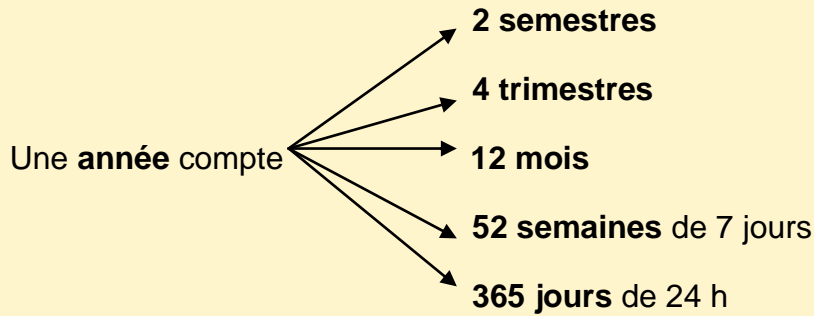 2 semestres
4 trimestres
Une année compte
12 mois
52 semaines de 7 jours
365 jours de 24 h